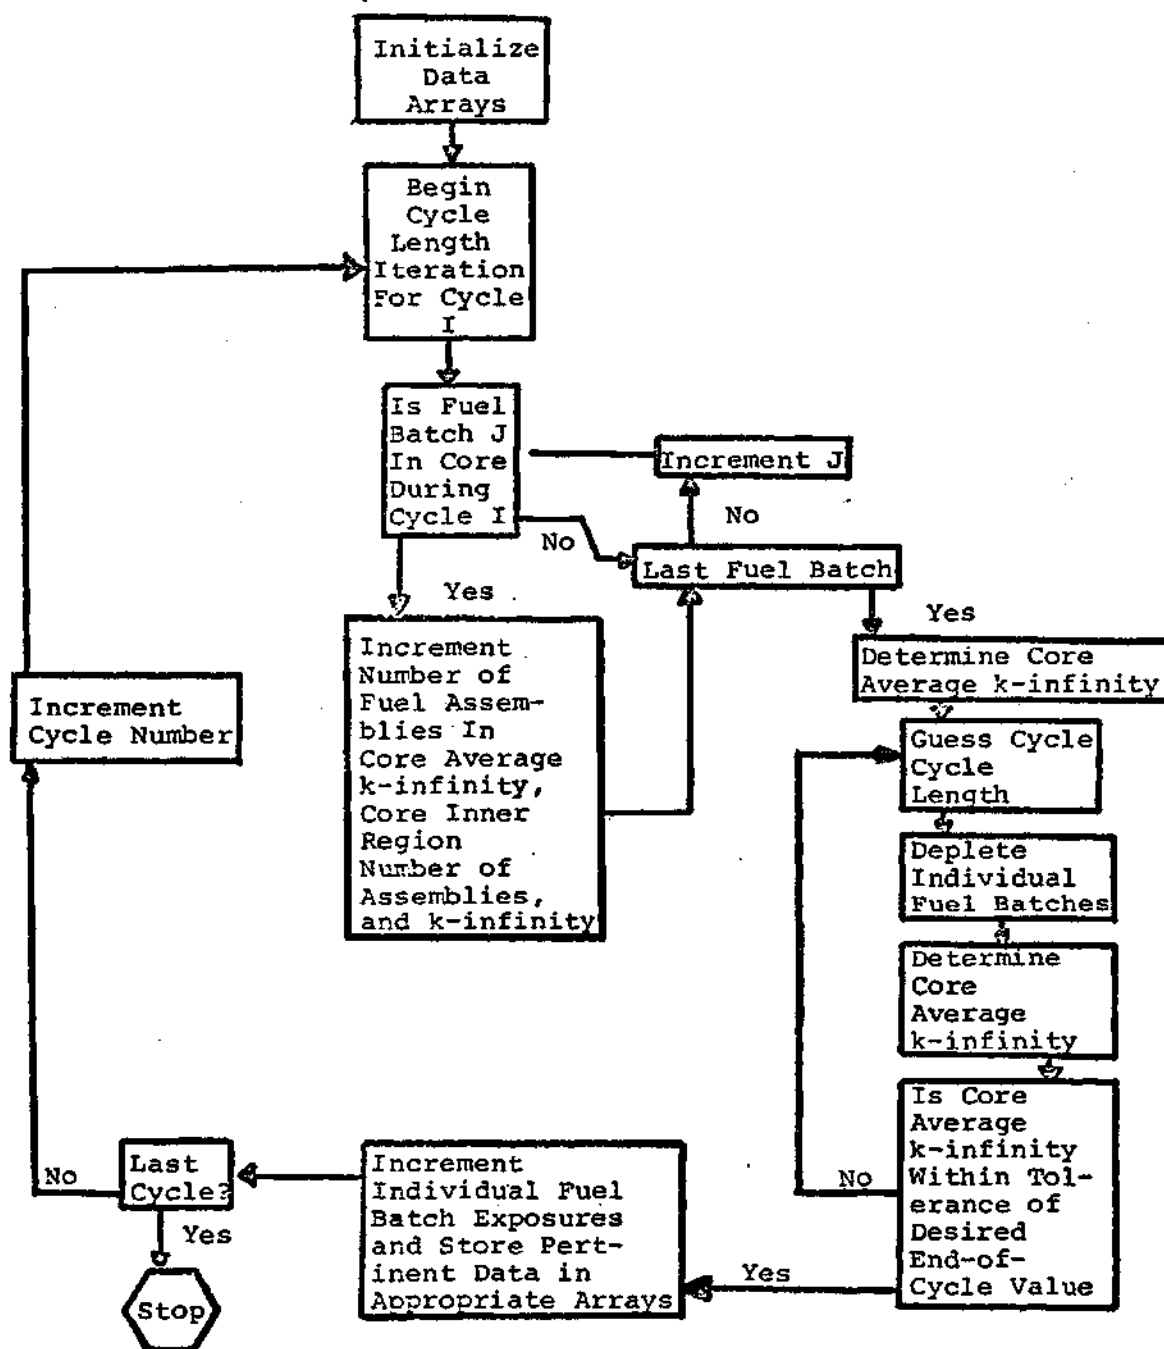 Initialize
Data
Arrays
Begin
Cycle
Length
Iteration
For Cycle
I
Is Fuel
Batch J
In Core
During
Cycle I
Increment J
No
No
Last Fuel Batch
Yes
Yes
Increment
Number of
Fuel Assem-
blies In
Core Average
k-infinity,
Core Inner
Region
Number of
Assemblies,
and k-infinity
Determine Core
Average k-infinity
Guess Cycle
Cycle
Length
Deplete
Individual
Fuel Batches
Determine
Core
Average
k-infinity
Is Core
Average
k-infinity
Within Tol-
erance of
Desired
End-of-
Cycle Value
No
Yes
Increment
Individual Fuel
Batch Exposures
and Store Pert-
inent Data in
Appropriate Arrays
Last
Cycle?
No
Yes
Stop
Increment
Cycle Number